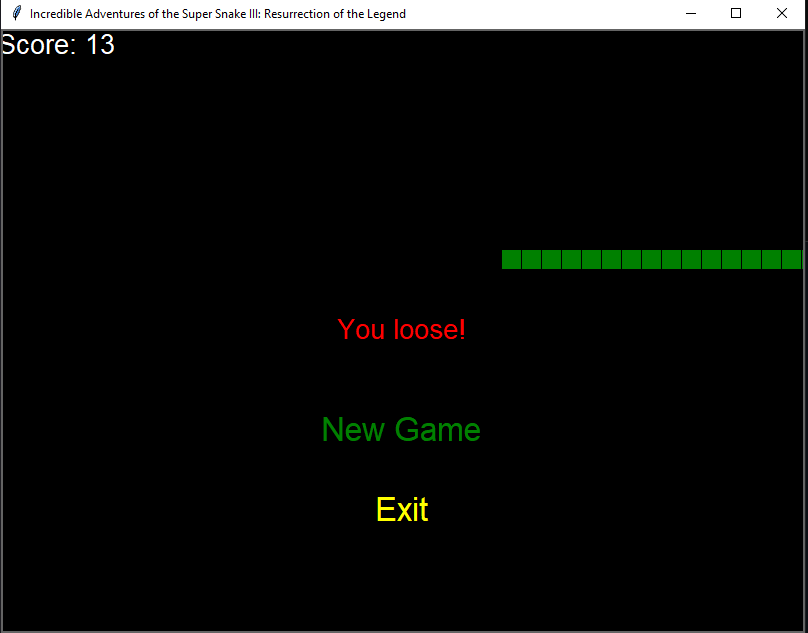 Incredible Adventures of the Super Snake III: Resurrection of the Legend
Score: 13
You loose!
New Game
Exit